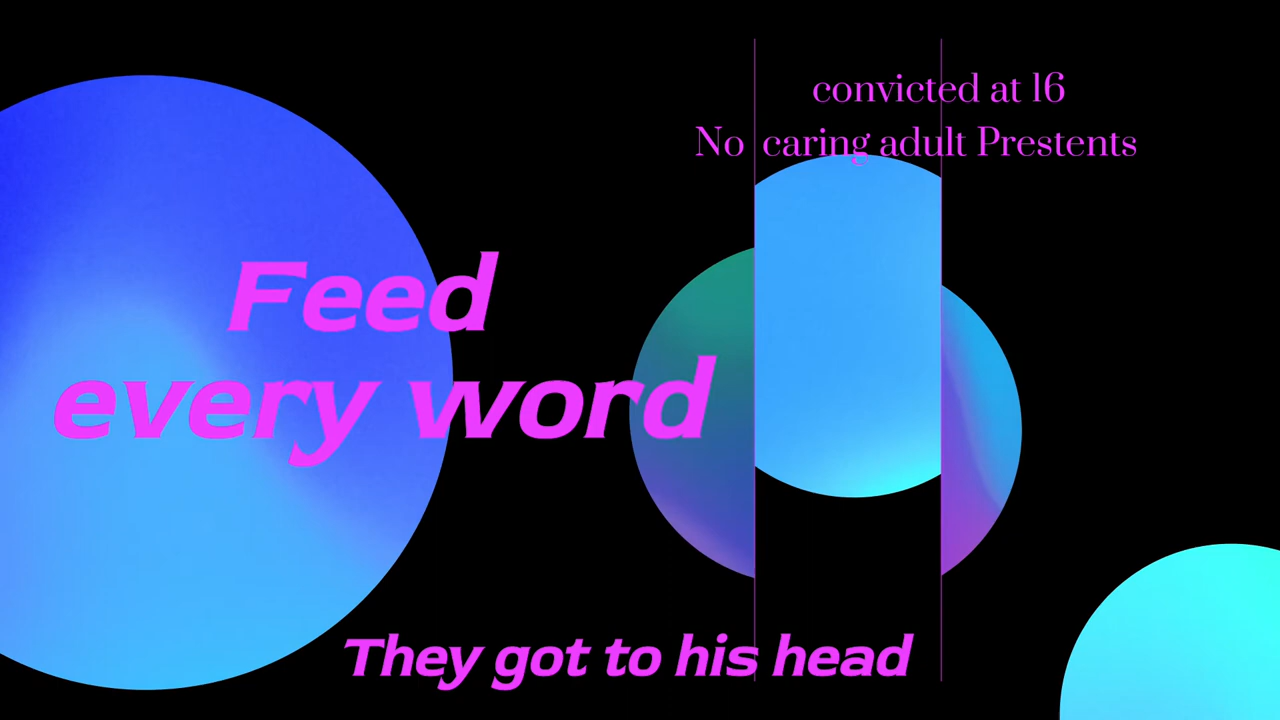 convicted at 16
No caring adult Prestents
Feed
every word
They got to his head